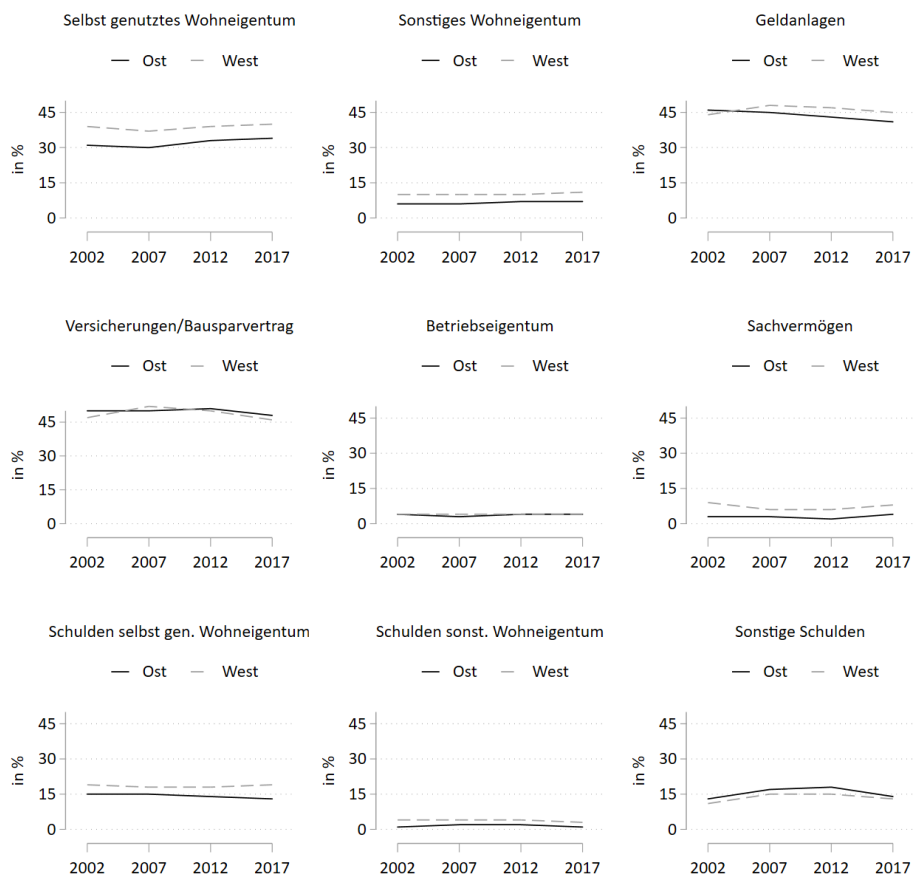 Selbst genutztes Wohneigentum
Ost West
in %
45
30
15
0
2002 2007 2012 2017
Sonstiges Wohneigentum
Ost West
in %
45
30
15
0
2002 2007 2012 2017
Geldanlagen
Ost West
in %
45
30
15
0
2002 2007 2012 2017
Versicherungen/Bausparvertrag
Ost West
in %
45
30
15
0
2002 2007 2012 2017
Betriebseigentum
Ost West
in %
45
30
15
0
2002 2007 2012 2017
Sachvermögen
Ost West
in %
45
30
15
0
2002 2007 2012 2017
Schulden selbst gen. Wohneigentum
Ost West
in %
45
30
15
0
2002 2007 2012 2017
Schulden sonst. Wohneigentum
Ost West
in %
45
30
15
0
2002 2007 2012 2017
Sonstige Schulden
Ost West
in %
45
30
15
0
2002 2007 2012 2017